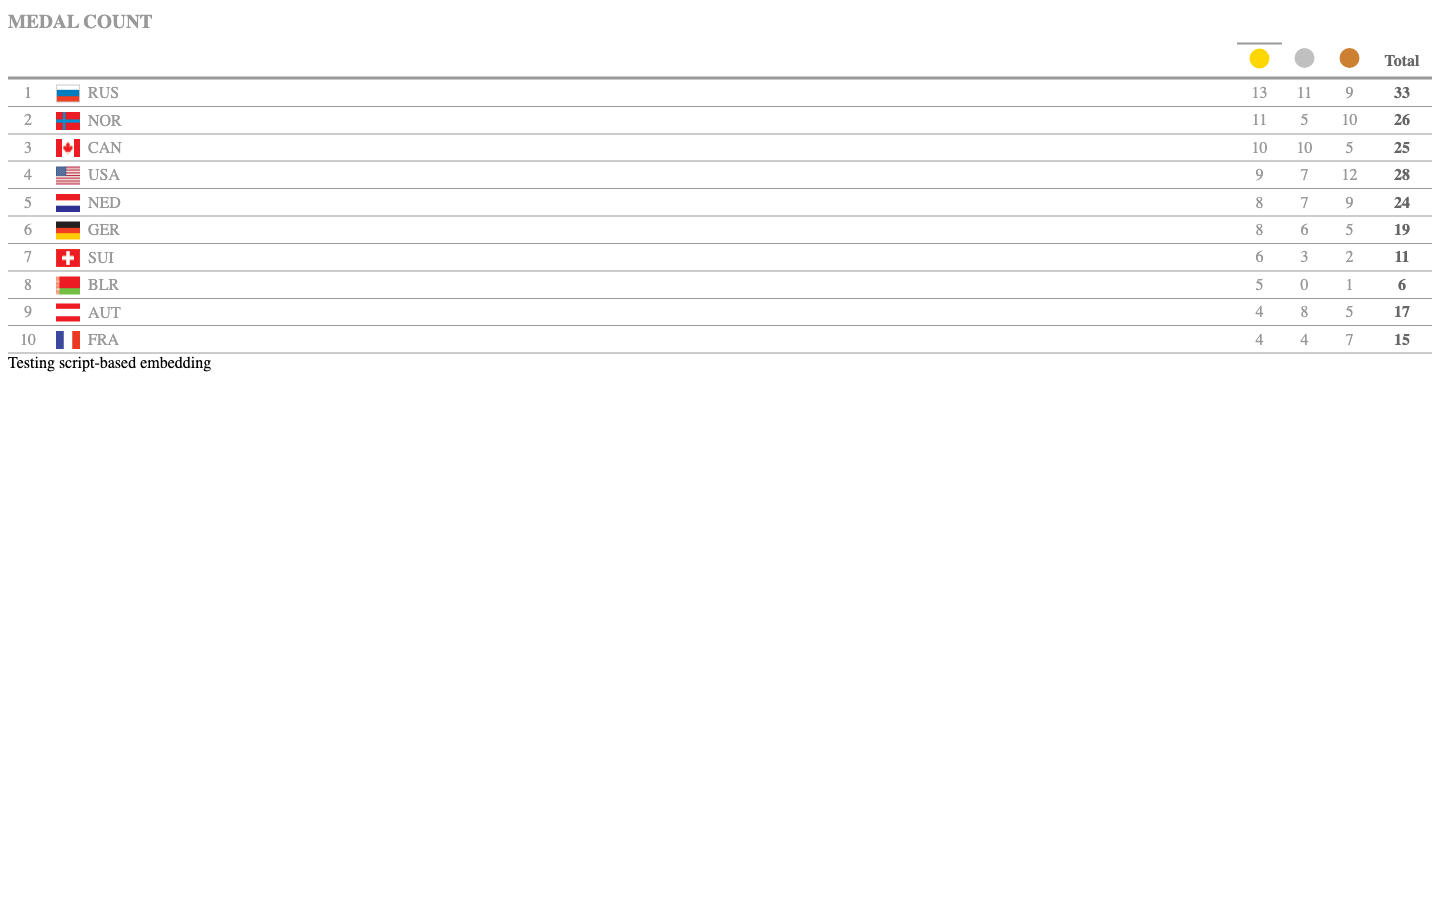 MEDAL COUNT
Total
1 RUS 13 11 9 33
2 NOR 11 5 10 26
3 CAN 10 10 5 25
4 USA 9 7 12 28
5 NED 8 7 9 24
6 GER 8 6 5 19
7 SUI 6 3 2 11
8 BLR 5 0 1 6
9 AUT 4 8 5 17
10 FRA 4 4 7 15
Testing script-based embedding